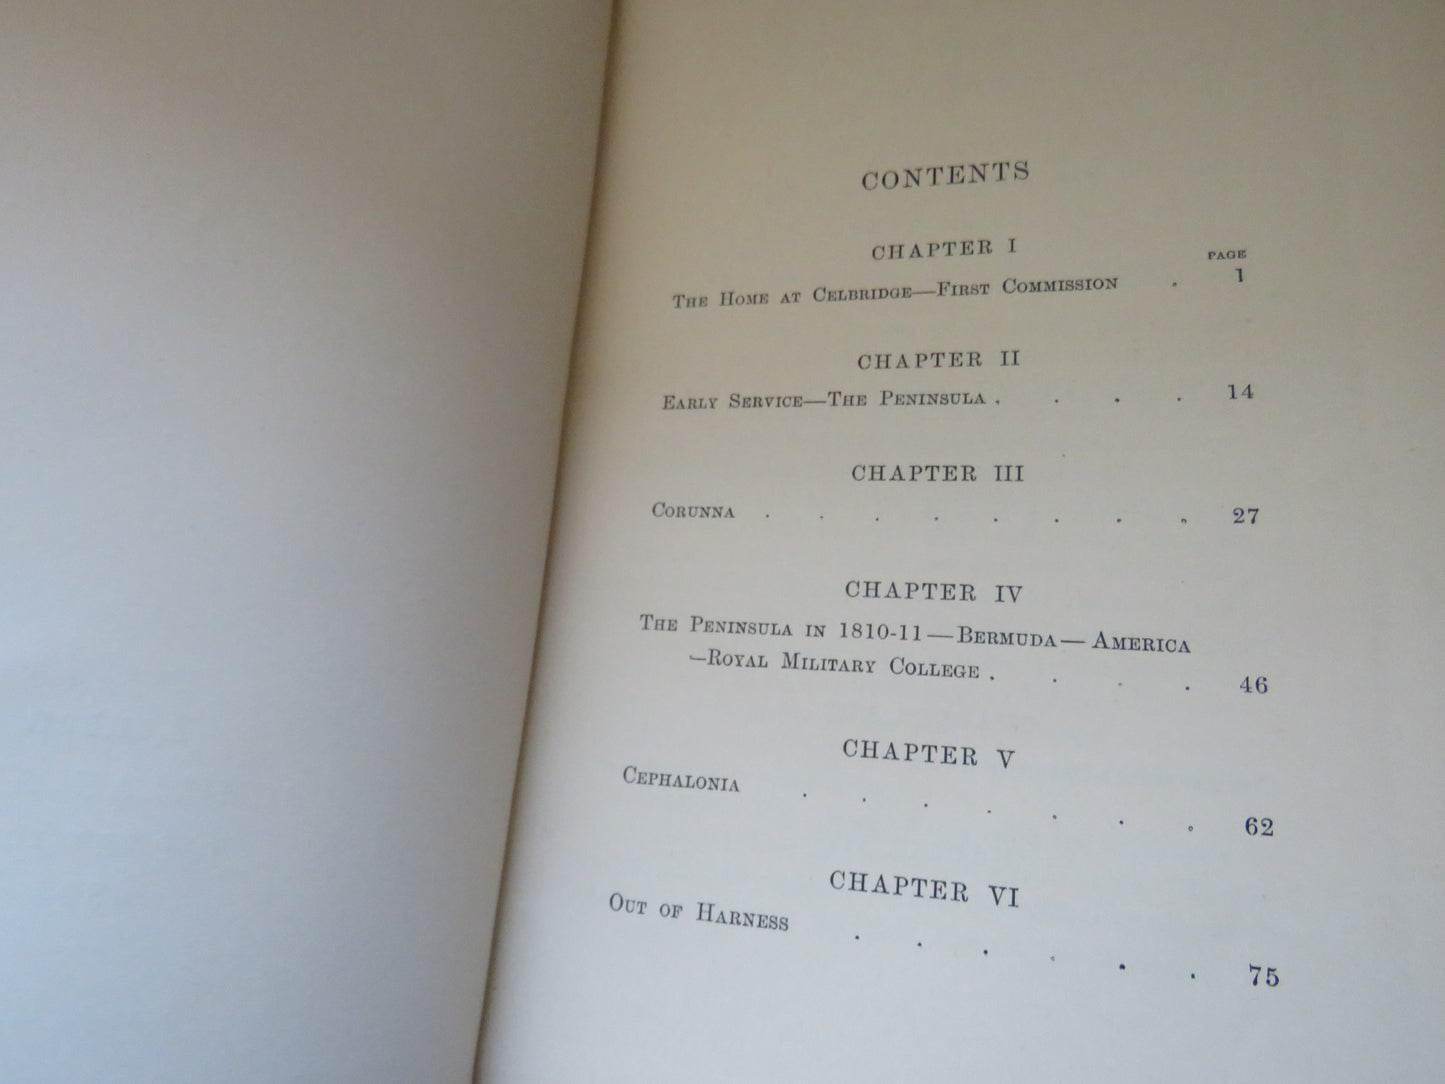 CONTENTS
CHAPTER I
PAGE
The Home at Celbridge—First Commission . 1
CHAPTER II
Early Service—The Peninsula . . . . 14
CHAPTER III
Corunna . . . . . . . . 27
CHAPTER IV
The Peninsula in 1810-11—Bermuda—America
—Royal Military College . . . . 46
CHAPTER V
Cephalonia . . . . . . . 62
CHAPTER VI
Out of Harness . . . . . . 75